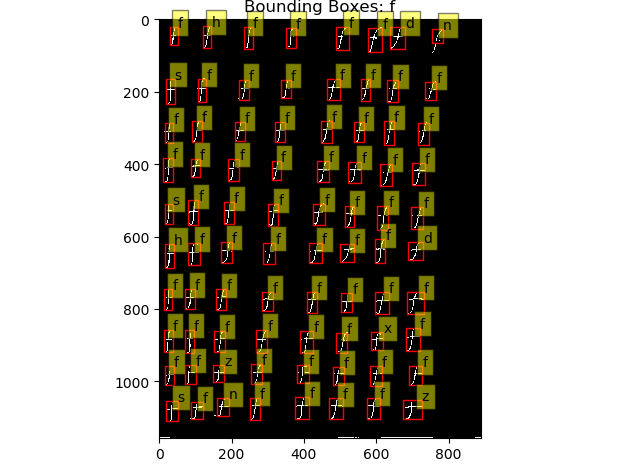 Bounding Boxes: f
0
f h f f f f d n
s f f f f f f f
200
f f f f f f f f
400
f f f f f f f f
s f f f f f f f
600
h f f f f f f d
f f f f f f f f
800
f f f f f f x f
f f z f f f f f
1000
s f n f f f f z
0 200 400 600 800